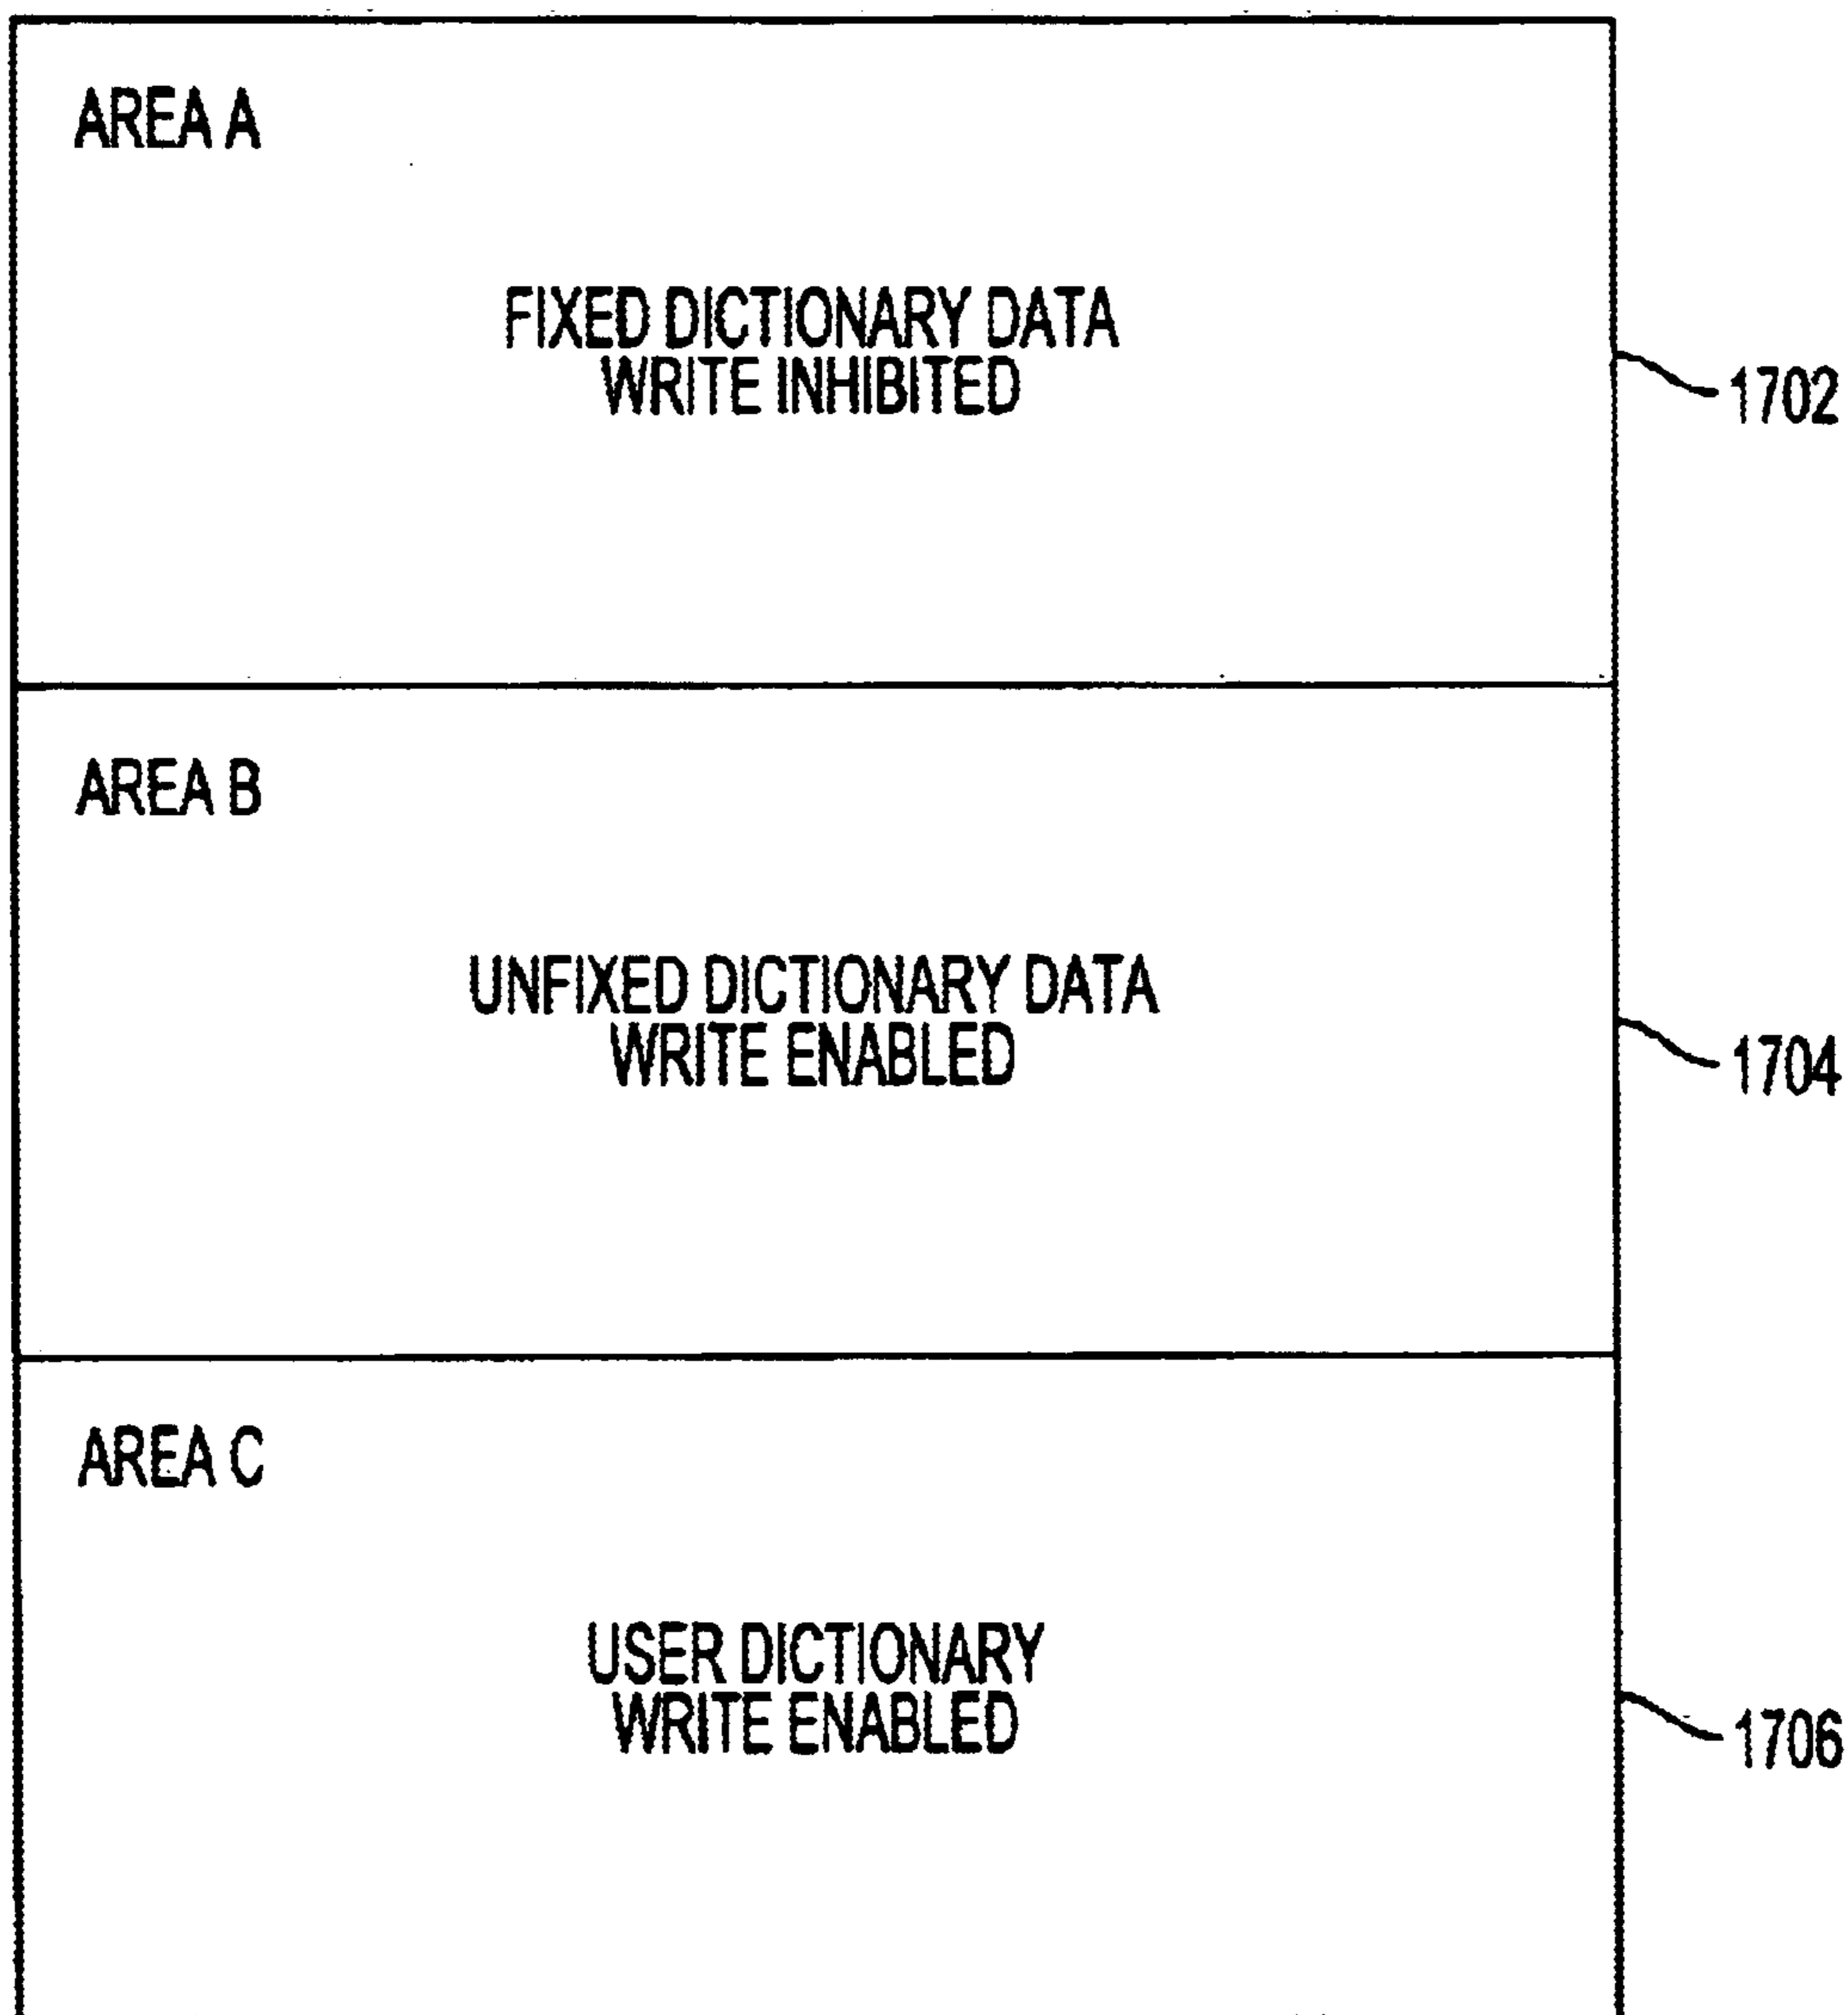 AREA A
FIXED DICTIONARY DATA
WRITE INHIBITED
1702
AREA B
UNFIXED DICTIONARY DATA
WRITE ENABLED
1704
AREA C
USER DICTIONARY
WRITE ENABLED
1706